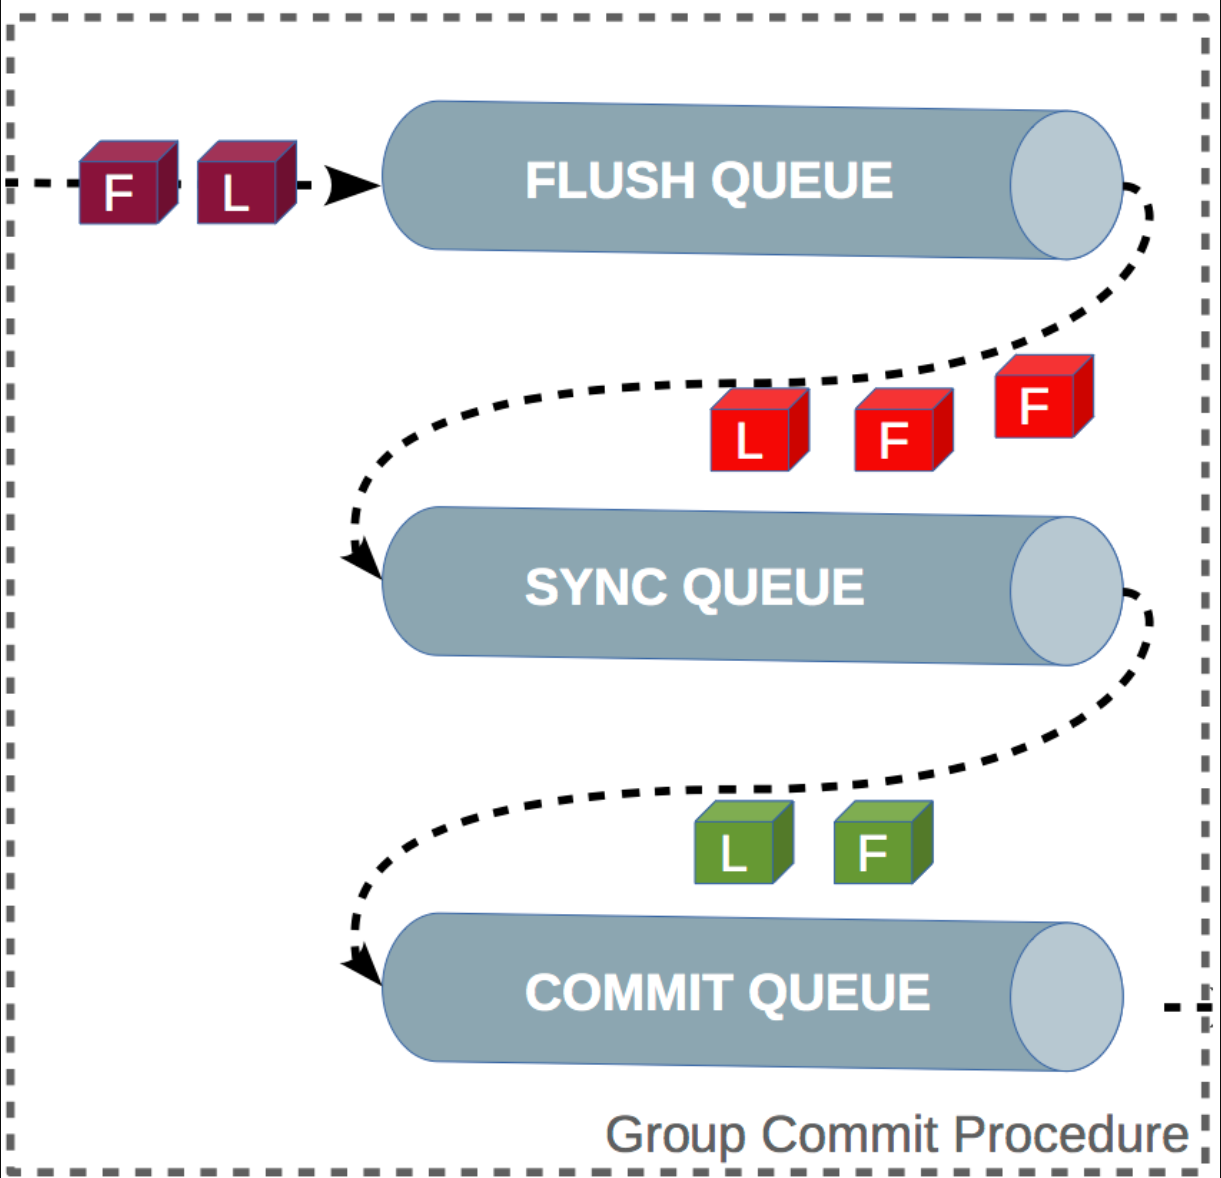 F L FLUSH QUEUE
L F F
SYNC QUEUE
L F
COMMIT QUEUE
Group Commit Procedure